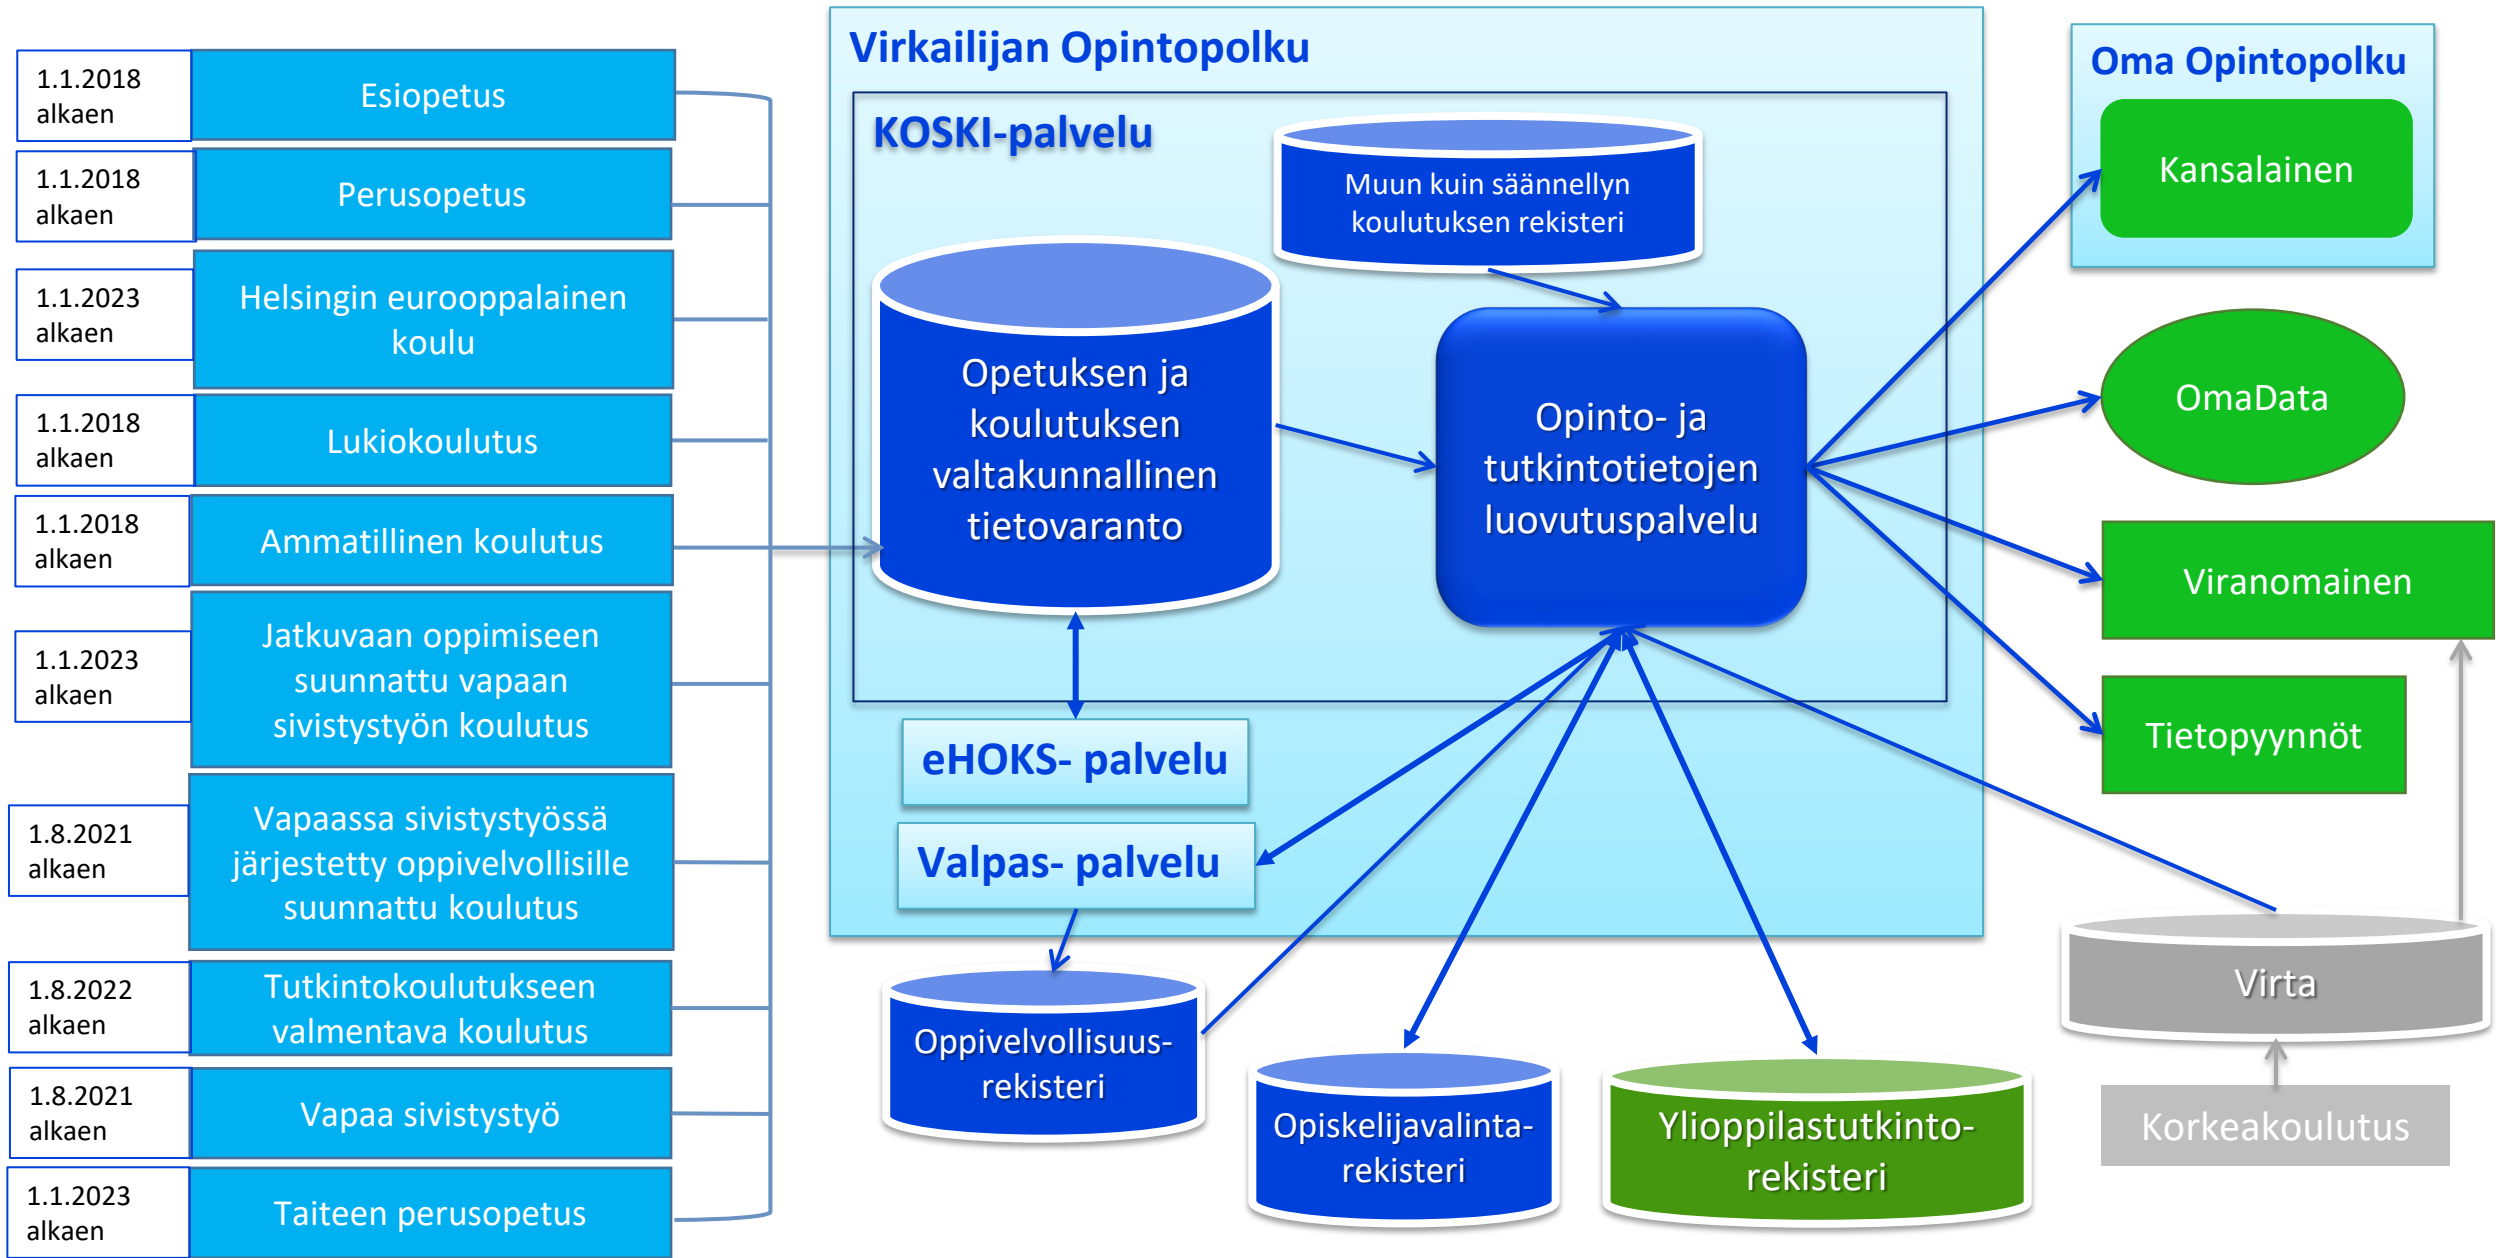 1.1.2018
alkaen
Esiopetus
1.1.2018
alkaen
Perusopetus
1.1.2023
alkaen
Helsingin eurooppalainen
koulu
1.1.2018
alkaen
Lukiokoulutus
1.1.2018
alkaen
Ammatillinen koulutus
1.1.2023
alkaen
Jatkuvaan oppimiseen
suunnattu vapaan
sivistystyön koulutus
1.8.2021
alkaen
Vapaassa sivistystyössä
järjestetty oppivelvollisille
suunnattu koulutus
1.8.2022
alkaen
Tutkintokoulutukseen
valmentava koulutus
1.8.2021
alkaen
Vapaa sivistystyö
1.1.2023
alkaen
Taiteen perusopetus
Virkailijan Opintopolku
KOSKI-palvelu
Muun kuin säännellyn
koulutuksen rekisteri
Opetuksen ja
koulutuksen
valtakunnallinen
tietovaranto
Opinto- ja
tutkintotietojen
luovutuspalvelu
eHOKS- palvelu
Valpas- palvelu
Oppivelvollisuus-
rekisteri
Opiskelijavalinta-
rekisteri
Ylioppilastutkinto-
rekisteri
Oma Opintopolku
Kansalainen
OmaData
Viranomainen
Tietopyynnöt
Virta
Korkeakoulutus